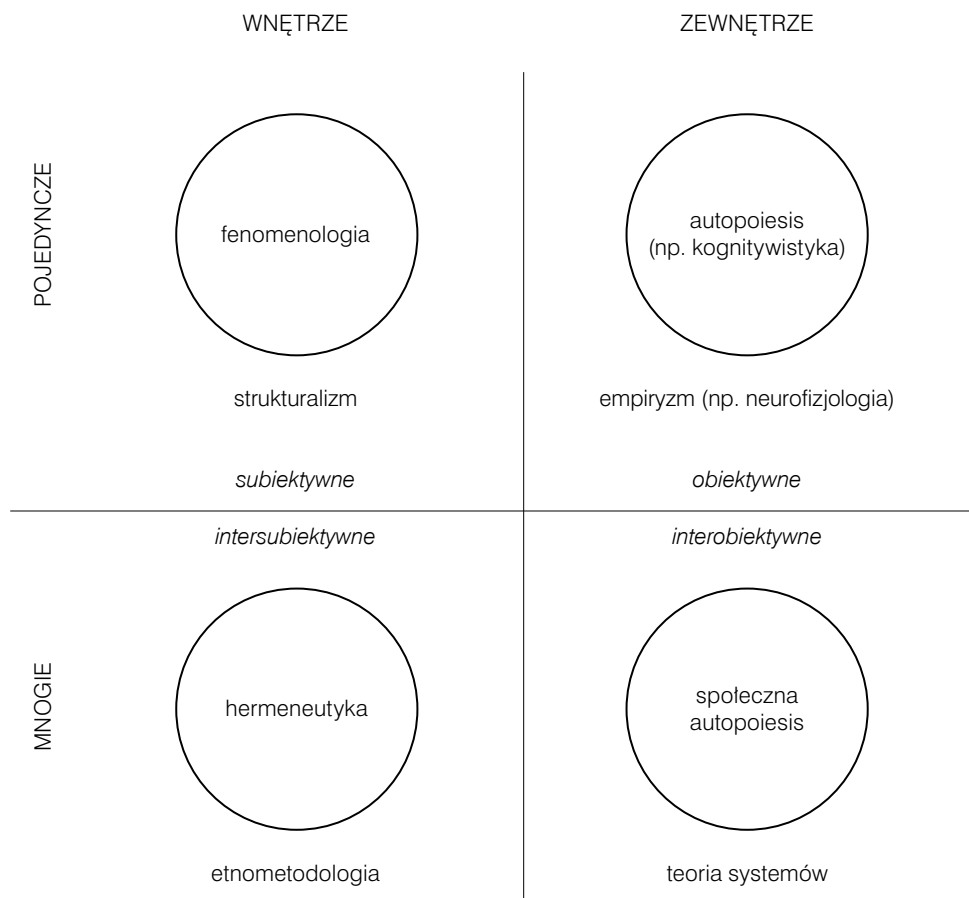 WNĘTRZE
ZEWNĘTRZE
POJEDYNCZE
fenomenologia
autopoiesis
(np. kognitywistyka)
strukturalizm
empiryzm (np. neurofizjologia)
subiektywne
obiektywne
intersubiektywne
interobiektywne
MNOGIE
hermeneutyka
społeczna
autopoiesis
etnometodologia
teoria systemów